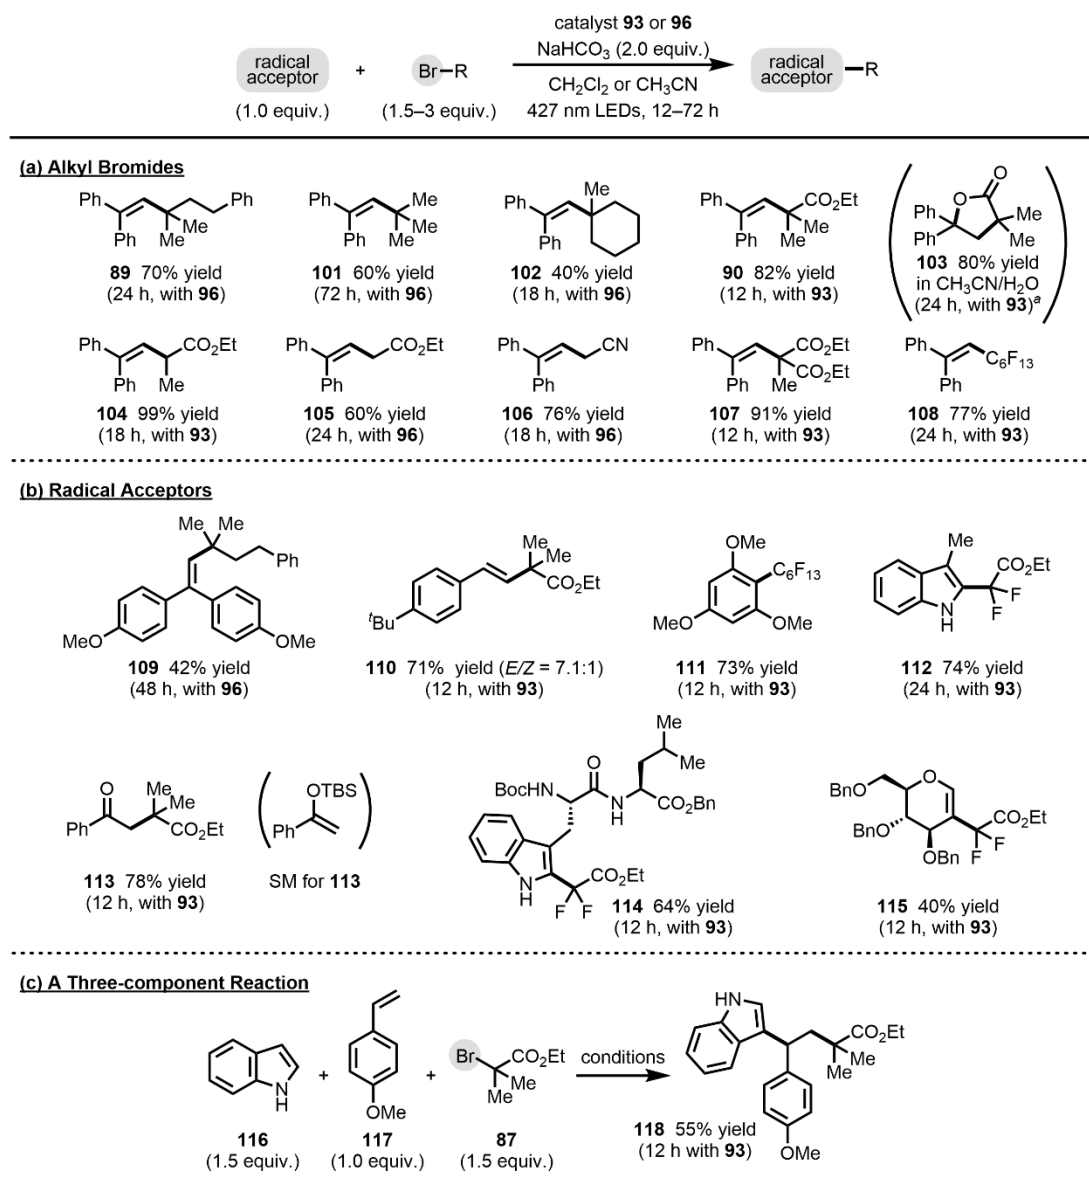 catalyst 93 or 96
radical acceptor + Br–R NaHCO3 (2.0 equiv.) radical acceptor–R
(1.0 equiv.) (1.5–3 equiv.) CH2Cl2 or CH3CN
427 nm LEDs, 12–72 h
(a) Alkyl Bromides
Ph Ph Ph Me Me
89 70% yield
(24 h, with 96)
Ph Ph Me Me Me
101 60% yield
(72 h, with 96)
Ph Ph Me
102 40% yield
(18 h, with 96)
Ph Ph CO2Et Me Me
90 82% yield
(12 h, with 93)
O O Ph Ph Me Me
103 80% yield
in CH3CN/H2O
(24 h, with 93)a
Ph Ph CO2Et Me
104 99% yield
(18 h, with 93)
Ph Ph CO2Et
105 60% yield
(24 h, with 96)
Ph Ph CN
106 76% yield
(18 h, with 96)
Ph Ph CO2Et CO2Et Me
107 91% yield
(12 h, with 93)
Ph Ph C6F13
108 77% yield
(24 h, with 93)
(b) Radical Acceptors
Me Me Ph MeO OMe
109 42% yield
(48 h, with 96)
tBu Me Me CO2Et
110 71% yield (E/Z = 7.1:1)
(12 h, with 93)
OMe C6F13 MeO OMe
111 73% yield
(12 h, with 93)
Me CO2Et F F N H
112 74% yield
(24 h, with 93)
O Ph Me Me CO2Et
113 78% yield
(12 h, with 93)
OTBS Ph
SM for 113
Me Me O BocHN N H CO2Bn N H CO2Et F F
114 64% yield
(12 h, with 93)
BnO O BnO OBn CO2Et F F
115 40% yield
(12 h, with 93)
(c) A Three-component Reaction
N H
116
(1.5 equiv.)
+
OMe
117
(1.0 equiv.)
+
Br CO2Et Me Me
87
(1.5 equiv.)
conditions
HN CO2Et Me Me OMe
118 55% yield
(12 h with 93)